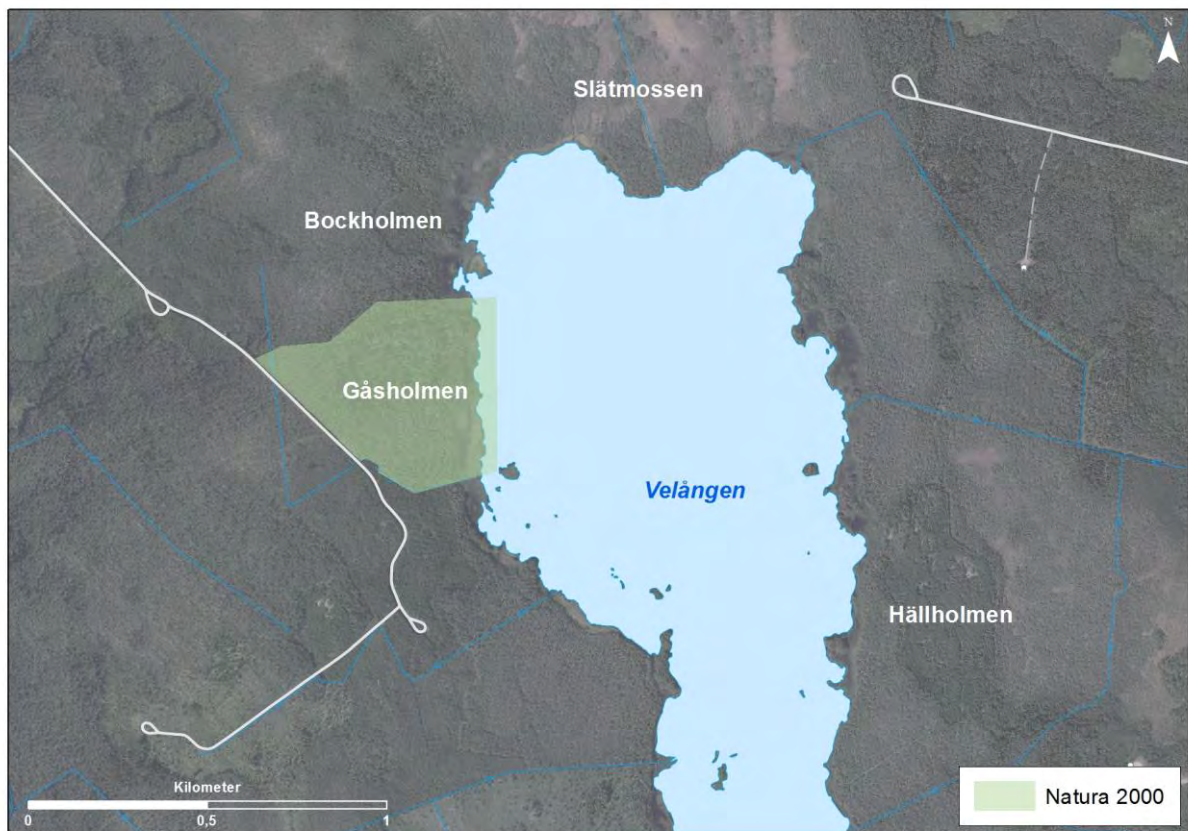 N
Slätmossen
Bockholmen
Gåsholmen
Velången
Hällholmen
Kilometer
0 0,5 1
Natura 2000